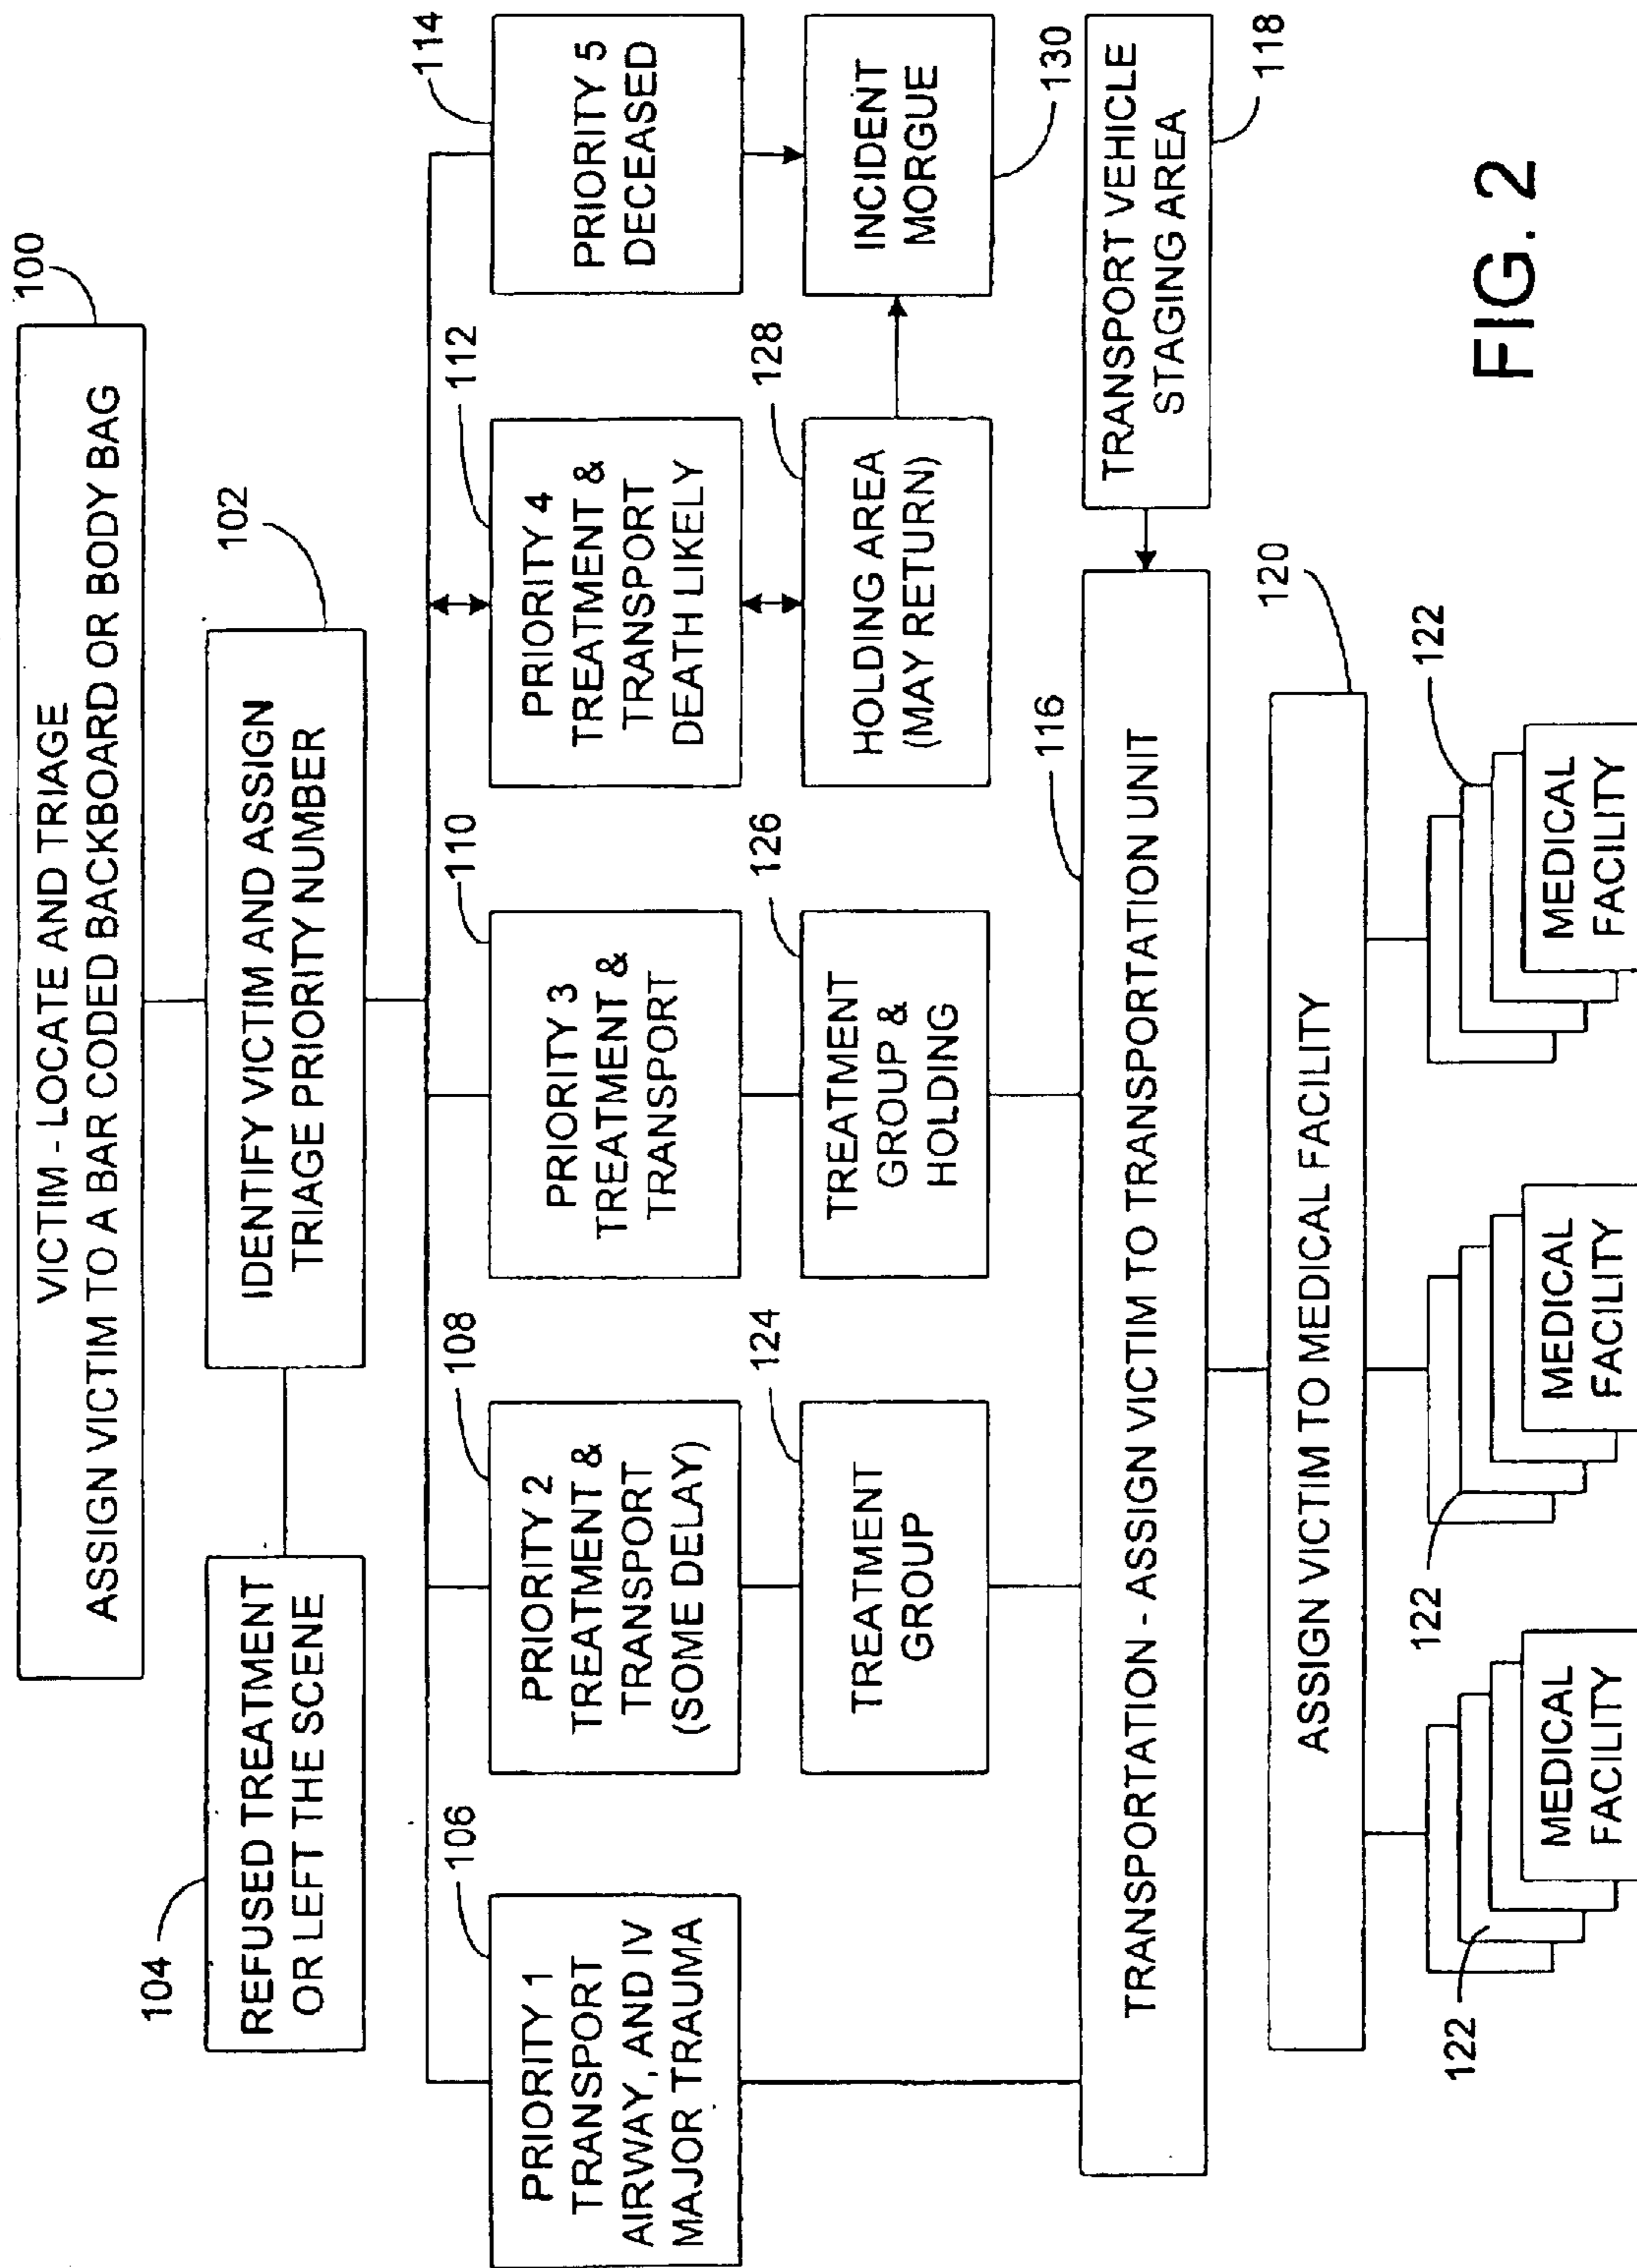 VICTIM - LOCATE AND TRIAGE
ASSIGN VICTIM TO A BAR CODED BACKBOARD OR BODY BAG
100
104
REFUSED TREATMENT
OR LEFT THE SCENE
IDENTIFY VICTIM AND ASSIGN
TRIAGE PRIORITY NUMBER
102
106
PRIORITY 1
TRANSPORT
AIRWAY, AND IV
MAJOR TRAUMA
108
PRIORITY 2
TREATMENT &
TRANSPORT
(SOME DELAY)
110
PRIORITY 3
TREATMENT &
TRANSPORT
112
PRIORITY 4
TREATMENT &
TRANSPORT
DEATH LIKELY
114
PRIORITY 5
DECEASED
124
TREATMENT
GROUP
126
TREATMENT
GROUP &
HOLDING
128
HOLDING AREA
(MAY RETURN)
INCIDENT
MORGUE
130
116
TRANSPORTATION - ASSIGN VICTIM TO TRANSPORTATION UNIT
TRANSPORT VEHICLE
STAGING AREA
118
120
ASSIGN VICTIM TO MEDICAL FACILITY
122
MEDICAL
FACILITY
122
MEDICAL
FACILITY
122
MEDICAL
FACILITY
FIG. 2